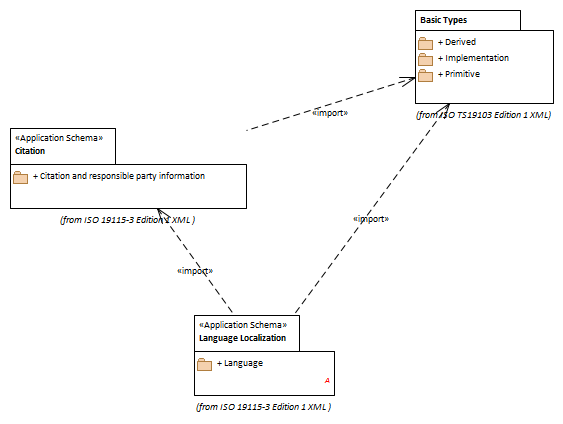 Basic Types
+ Derived
+ Implementation
+ Primitive
(from ISO TS19103 Edition 1 XML)
«import»
«Application Schema»
Citation
+ Citation and responsible party information
(from ISO 19115-3 Edition 1 XML )
«import»
«import»
«Application Schema»
Language Localization
+ Language
A
(from ISO 19115-3 Edition 1 XML )